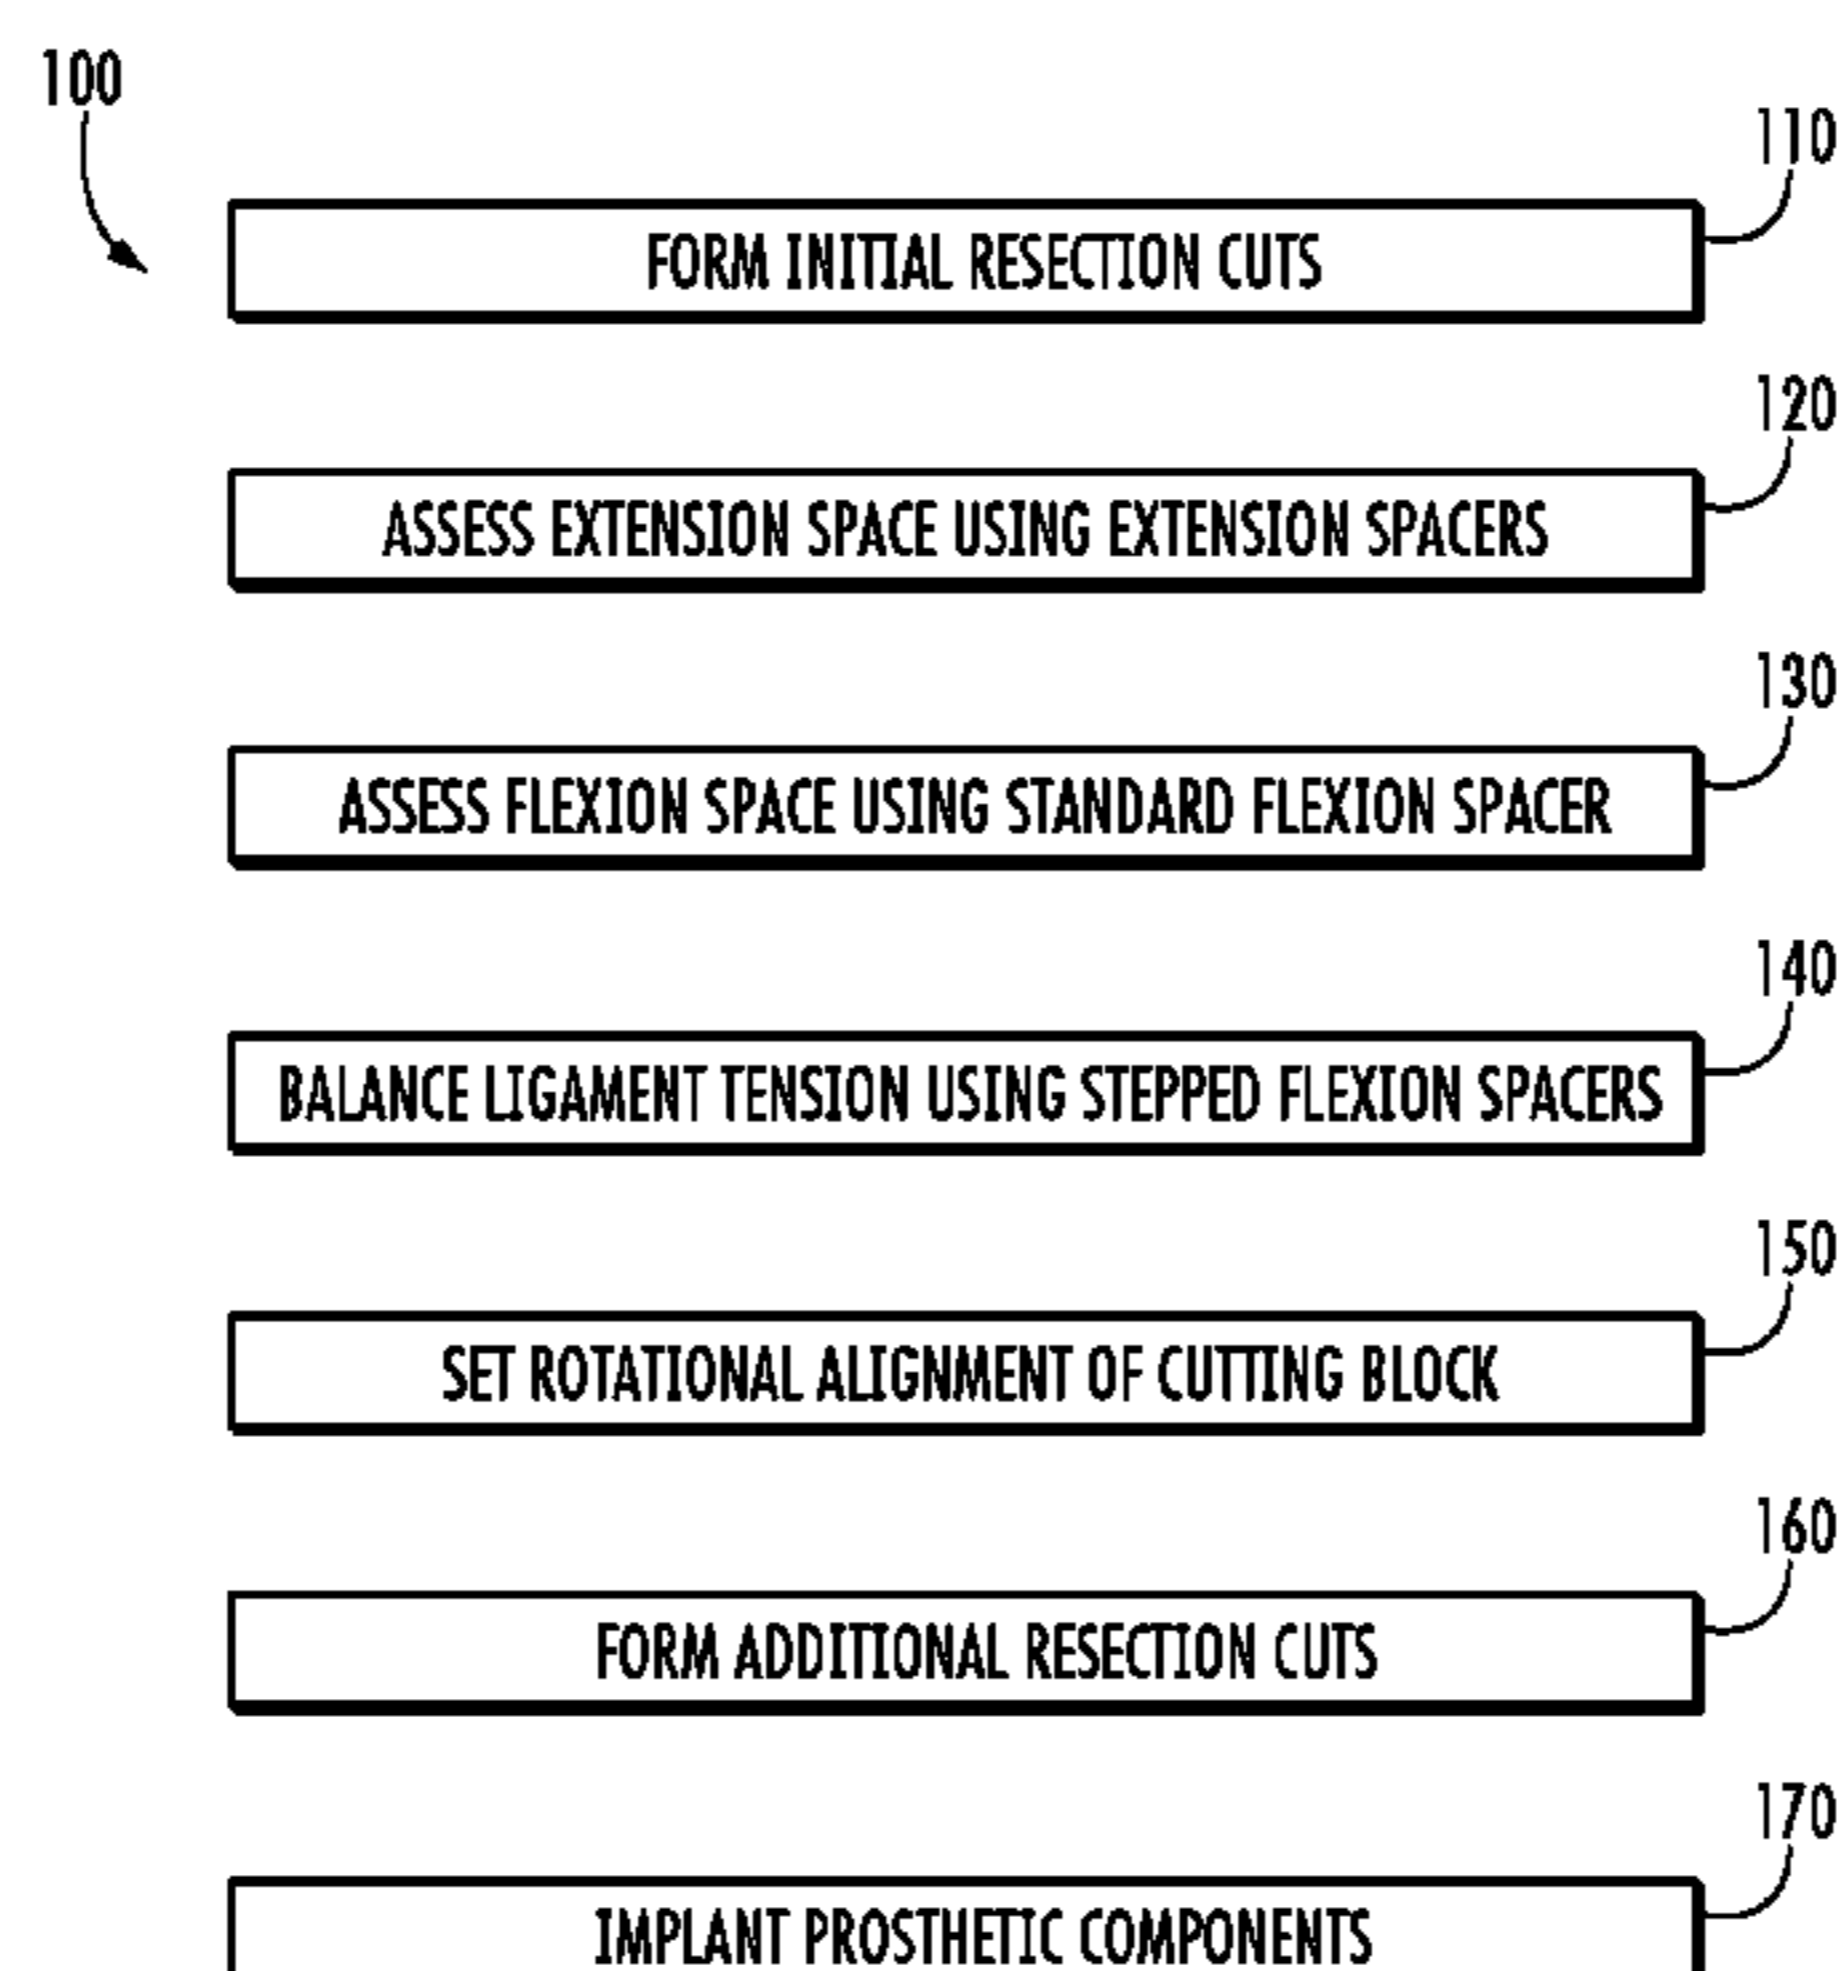 100
110
FORM INITIAL RESECTION CUTS
120
ASSESS EXTENSION SPACE USING EXTENSION SPACERS
130
ASSESS FLEXION SPACE USING STANDARD FLEXION SPACER
140
BALANCE LIGAMENT TENSION USING STEPPED FLEXION SPACERS
150
SET ROTATIONAL ALIGNMENT OF CUTTING BLOCK
160
FORM ADDITIONAL RESECTION CUTS
170
IMPLANT PROSTHETIC COMPONENTS